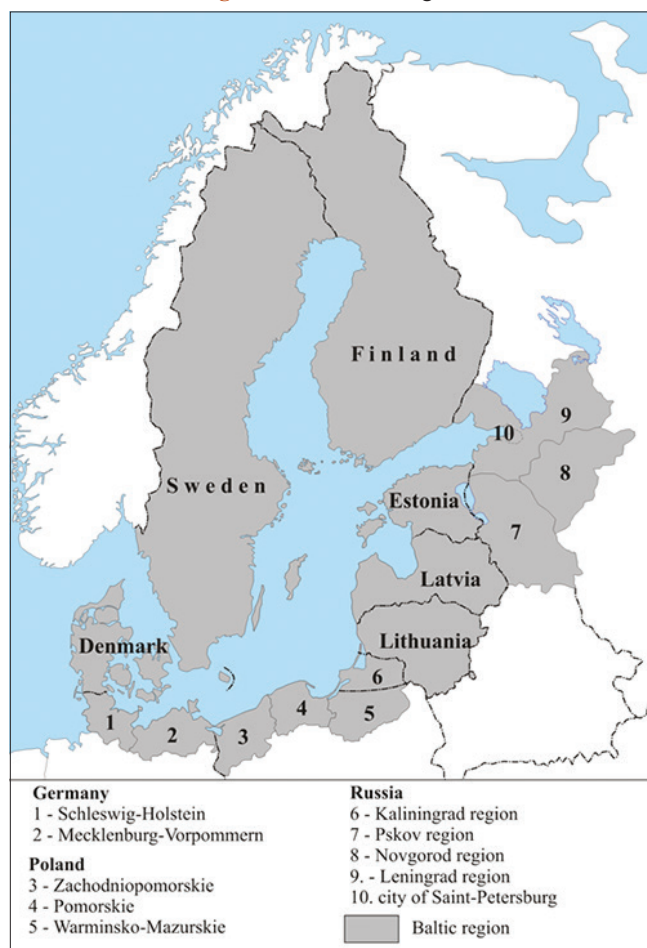 Finland
9
10
8
Sweden
Estonia
7
Latvia
Denmark
Lithuania
6
4
1
2
3
5
Germany
1 - Schleswig-Holstein
2 - Mecklenburg-Vorpommern
Poland
3 - Zachodniopomorskie
4 - Pomorskie
5 - Warminsko-Mazurskie
Russia
6 - Kaliningrad region
7 - Pskov region
8 - Novgorod region
9. - Leningrad region
10. city of Saint-Petersburg
Baltic region